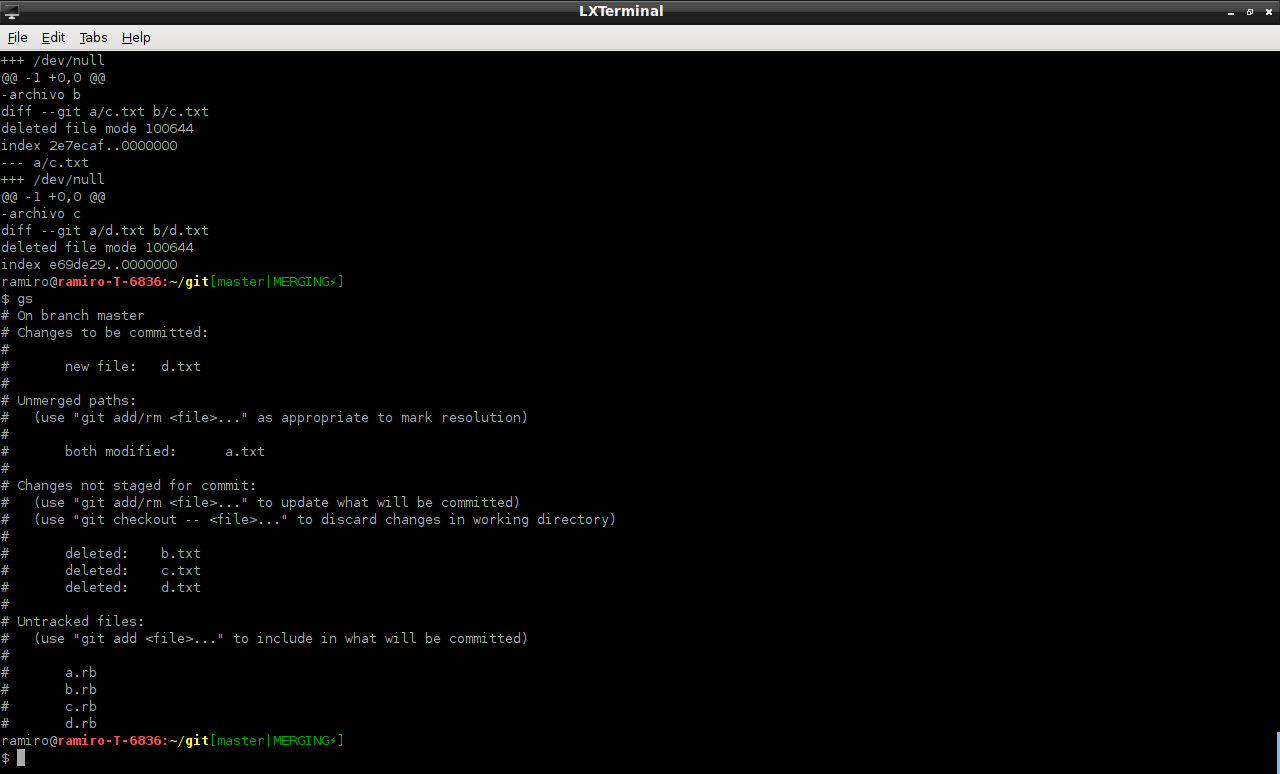 LXTerminal
File Edit Tabs Help
+++ /dev/null
@@ -1 +0,0 @@
-archivo b
diff --git a/c.txt b/c.txt
deleted file mode 100644
index 2e7ecaf..0000000
--- a/c.txt
+++ /dev/null
@@ -1 +0,0 @@
-archivo c
diff --git a/d.txt b/d.txt
deleted file mode 100644
index e69de29..0000000
ramiro@ramiro-T-6836:~/git[master|MERGING⚡]
$ gs
# On branch master
# Changes to be committed:
#
#       new file:   d.txt
#
# Unmerged paths:
#   (use "git add/rm <file>..." as appropriate to mark resolution)
#
#       both modified:      a.txt
#
# Changes not staged for commit:
#   (use "git add/rm <file>..." to update what will be committed)
#   (use "git checkout -- <file>..." to discard changes in working directory)
#
#       deleted:    b.txt
#       deleted:    c.txt
#       deleted:    d.txt
#
# Untracked files:
#   (use "git add <file>..." to include in what will be committed)
#
#       a.rb
#       b.rb
#       c.rb
#       d.rb
ramiro@ramiro-T-6836:~/git[master|MERGING⚡]
$